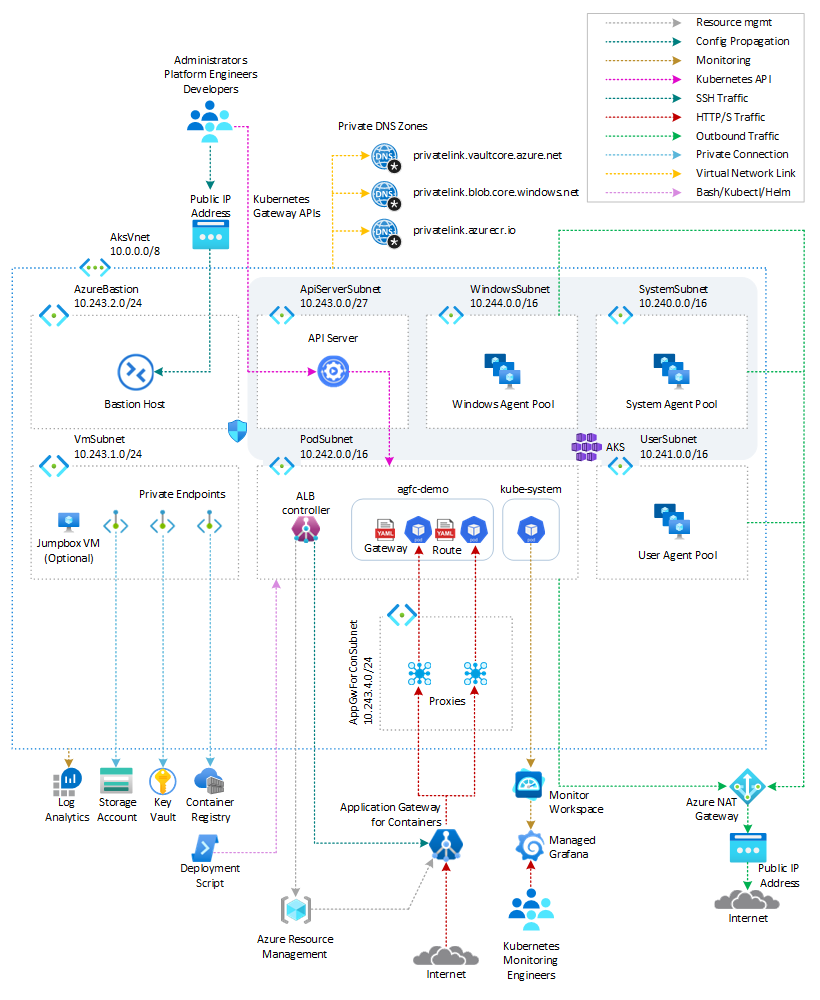 Resource mgmt
Config Propagation
Monitoring
Kubernetes API
SSH Traffic
HTTP/S Traffic
Outbound Traffic
Private Connection
Virtual Network Link
Bash/Kubectl/Helm
Administrators
Platform Engineers
Developers
Private DNS Zones
DNS
*
privatelink.vaultcore.azure.net
DNS
*
privatelink.blob.core.windows.net
DNS
*
privatelink.azurecr.io
Public IP
Address
Kubernetes
Gateway APIs
AksVnet
10.0.0.0/8
AzureBastion
10.243.2.0/24
Bastion Host
ApiServerSubnet
10.243.0.0/27
API Server
WindowsSubnet
10.244.0.0/16
Windows Agent Pool
SystemSubnet
10.240.0.0/16
System Agent Pool
VmSubnet
10.243.1.0/24
Private Endpoints
Jumpbox VM
(Optional)
PodSubnet
10.242.0.0/16
AKS
ALB
controller
agfc-demo
YAML
pod
YAML
pod
Gateway
Route
kube-system
pod
UserSubnet
10.241.0.0/16
User Agent Pool
AppGwForConSubnet
10.243.4.0/24
Proxies
Log
Analytics
Storage
Account
Key
Vault
Container
Registry
Deployment
Script
Application Gateway
for Containers
Monitor
Workspace
Managed
Grafana
Azure NAT
Gateway
Public IP
Address
Internet
Azure Resource
Management
Internet
Kubernetes
Monitoring
Engineers